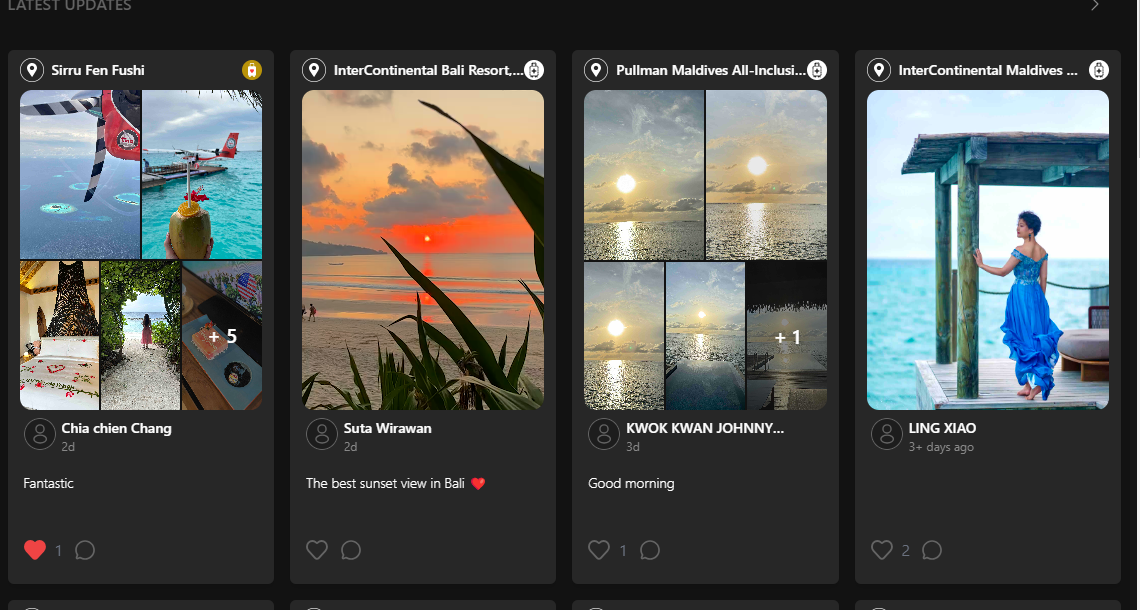 LATEST UPDATES
Sirru Fen Fushi
+ 5
Chia chien Chang
2d
Fantastic
1
InterContinental Bali Resort,...
Suta Wirawan
2d
The best sunset view in Bali ❤️
Pullman Maldives All-Inclusi...
+ 1
KWOK KWAN JOHNNY...
3d
Good morning
1
InterContinental Maldives ...
LING XIAO
3+ days ago
2